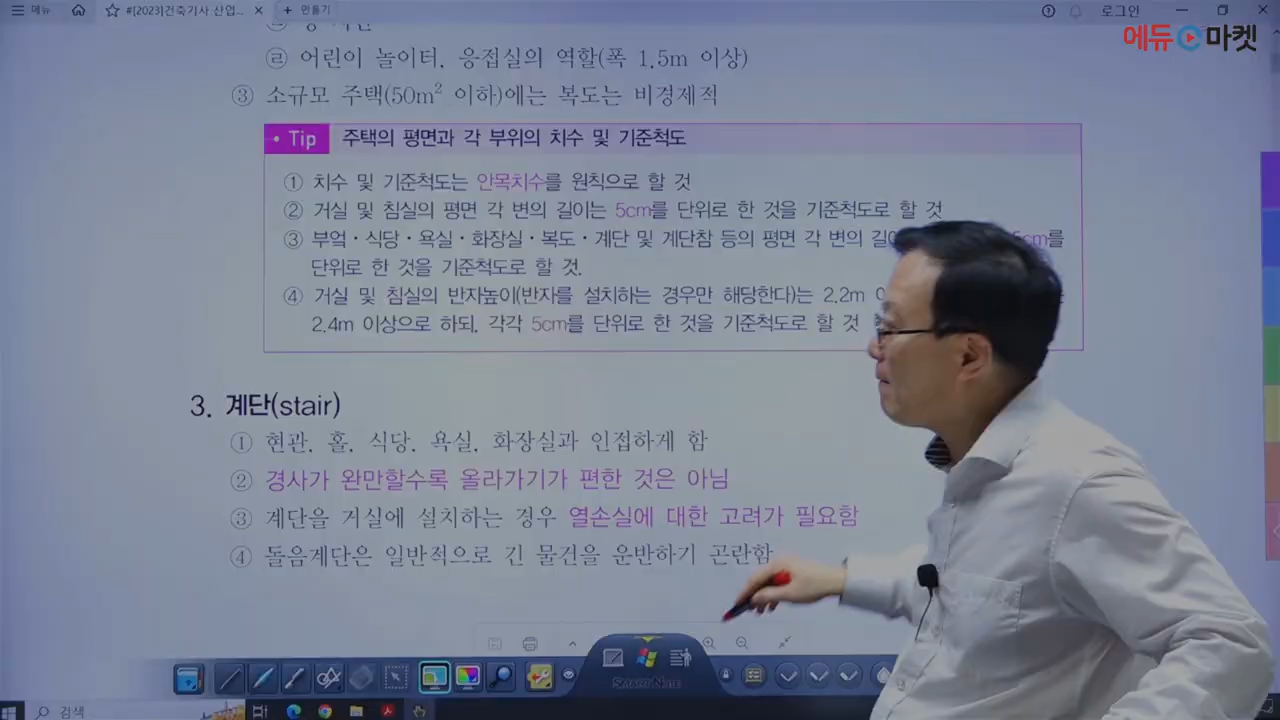 메뉴
#[2023]건축기사 산업...
만들기
로그인
에듀 마켓
㉣ 어린이 놀이터, 응접실의 역할(폭 1.5m 이상)
③ 소규모 주택(50m² 이하)에는 복도는 비경제적
• Tip 주택의 평면과 각 부위의 치수 및 기준척도
① 치수 및 기준척도는 안목치수를 원칙으로 할 것
② 거실 및 침실의 평면 각 변의 길이는 5cm를 단위로 한 것을 기준척도로 할 것
③ 부엌·식당·욕실·화장실·복도·계단 및 계단참 등의 평면 각 변의 길이 5cm를
단위로 한 것을 기준척도로 할 것.
④ 거실 및 침실의 반자높이(반자를 설치하는 경우만 해당한다)는 2.2m
2.4m 이상으로 하되, 각각 5cm를 단위로 한 것을 기준척도로 할 것
3. 계단(stair)
① 현관, 홀, 식당, 욕실, 화장실과 인접하게 함
② 경사가 완만할수록 올라가기가 편한 것은 아님
③ 계단을 거실에 설치하는 경우 열손실에 대한 고려가 필요함
④ 돌음계단은 일반적으로 긴 물건을 운반하기 곤란함
SMART NOTE
검색